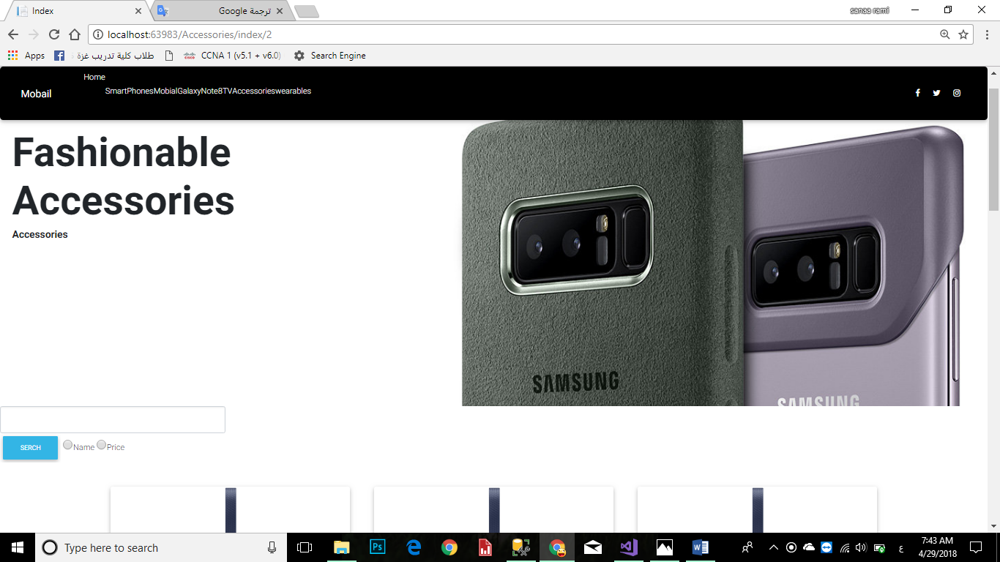 Index
ترجمة Google
sanaa rami
localhost:63983/Accessories/index/2
Apps
طلاب كلية تدريب غزة
CCNA 1 (v5.1 + v6.0)
Search Engine
Mobail
Home
SmartPhonesMobialGalaxyNote8TVAccessorieswearables
Fashionable
Accessories
Accessories
SAMSUNG
SAMSUNG
SERCH
Name
Price
Type here to search
ع
7:43 AM
4/29/2018